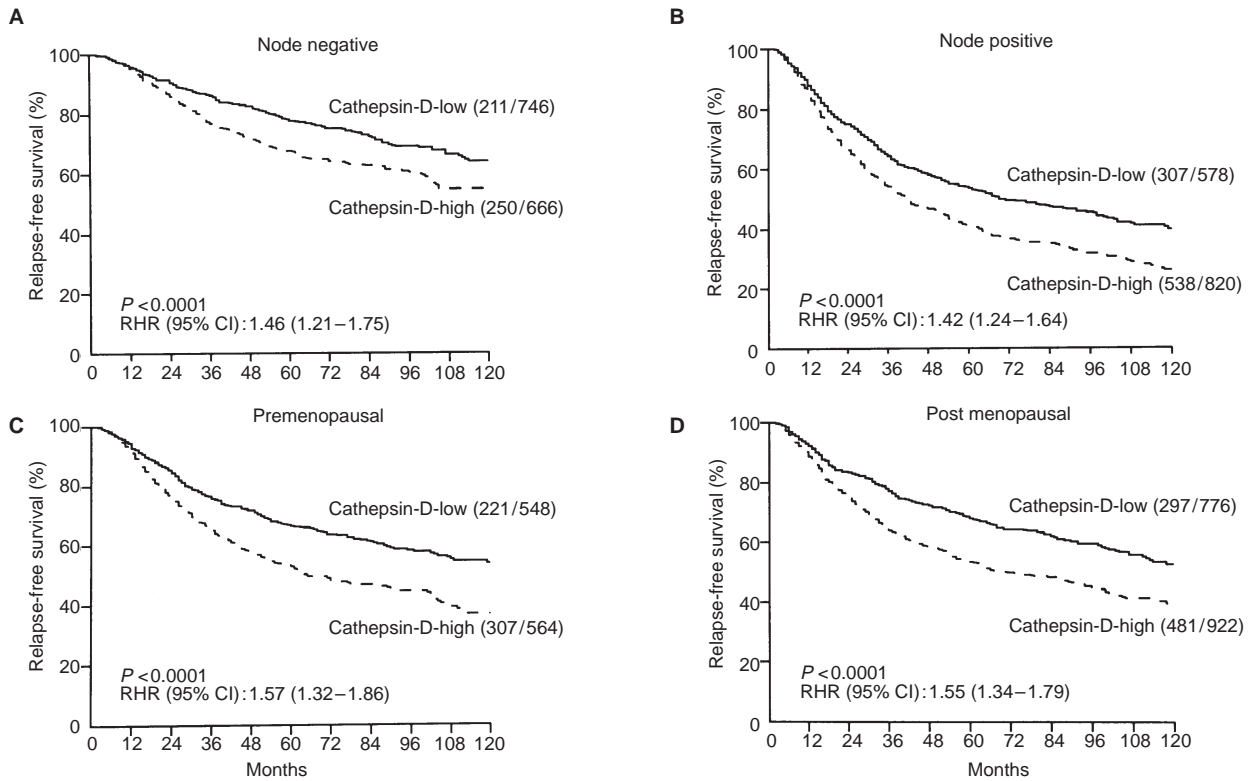 A
Node negative
Relapse-free survival (%)
100
80
60
40
20
0
Cathepsin-D-low (211/746)
Cathepsin-D-high (250/666)
P<0.0001
RHR (95% CI):1.46 (1.21–1.75)
0 12 24 36 48 60 72 84 96 108 120
B
Node positive
Relapse-free survival (%)
100
80
60
40
20
0
Cathepsin-D-low (307/578)
Cathepsin-D-high (538/820)
P<0.0001
RHR (95% CI):1.42 (1.24–1.64)
0 12 24 36 48 60 72 84 96 108 120
C
Premenopausal
Relapse-free survival (%)
100
80
60
40
20
0
Cathepsin-D-low (221/548)
Cathepsin-D-high (307/564)
P<0.0001
RHR (95% CI):1.57 (1.32–1.86)
0 12 24 36 48 60 72 84 96 108 120
Months
D
Post menopausal
Relapse-free survival (%)
100
80
60
40
20
0
Cathepsin-D-low (297/776)
Cathepsin-D-high (481/922)
P<0.0001
RHR (95% CI):1.55 (1.34–1.79)
0 12 24 36 48 60 72 84 96 108 120
Months